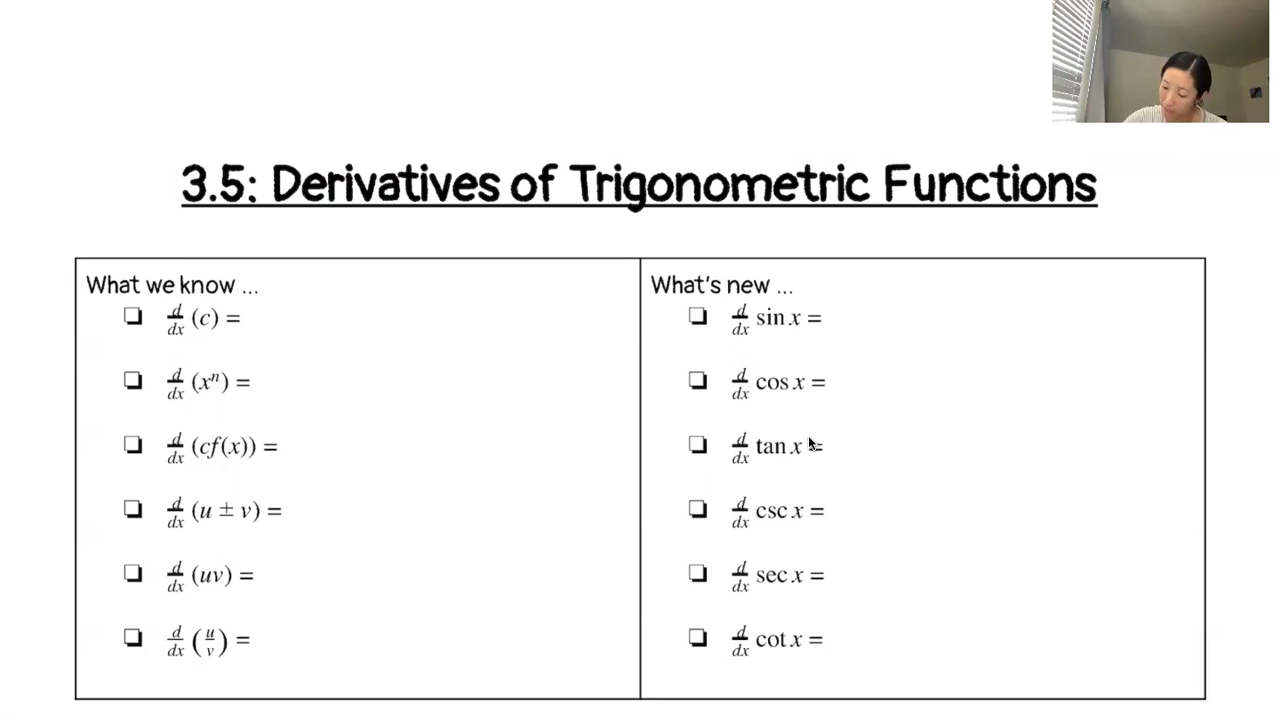 3.5: Derivatives of Trigonometric Functions
What we know ...
❏ d/dx (c) =
❏ d/dx (xⁿ) =
❏ d/dx (cf(x)) =
❏ d/dx (u ± v) =
❏ d/dx (uv) =
❏ d/dx (u/v) =
What's new ...
❏ d/dx sin x =
❏ d/dx cos x =
❏ d/dx tan x =
❏ d/dx csc x =
❏ d/dx sec x =
❏ d/dx cot x =